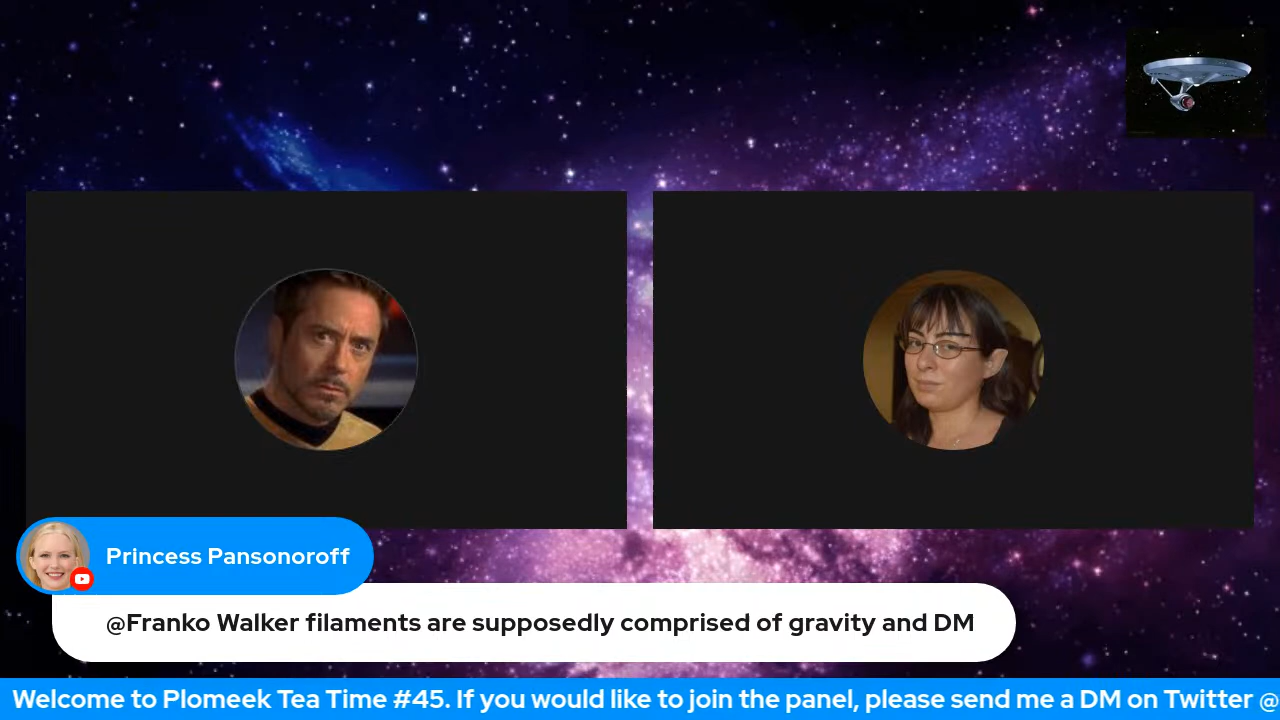 Princess Pansonoroff
@Franko Walker filaments are supposedly comprised of gravity and DM
Welcome to Plomeek Tea Time #45. If you would like to join the panel, please send me a DM on Twitter @